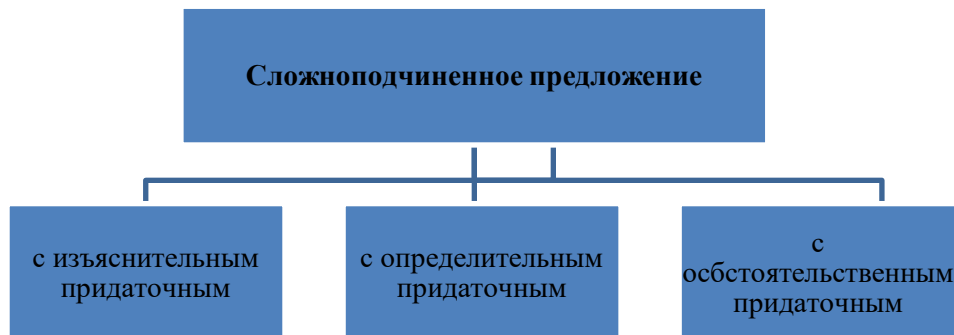 Сложноподчиненное предложение
с изъяснительным
придаточным
с определительным
придаточным
с
осбстоятельственным
придаточным